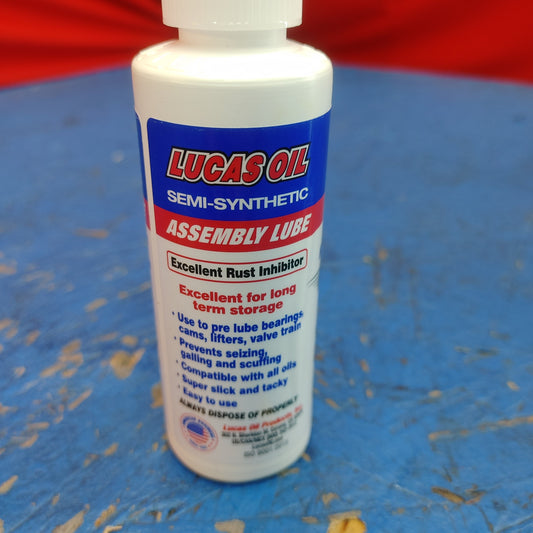 LUCAS OIL
SEMI-SYNTHETIC
ASSEMBLY LUBE
Excellent Rust Inhibitor
Excellent for long
term storage
• Use to pre lube bearings,
cams, lifters, valve train
• Prevents seizing,
galling and scuffing
• Compatible with all oils
• Super slick and tacky
• Easy to use
ALWAYS DISPOSE OF PROPERLY
Lucas Oil Products, Inc.